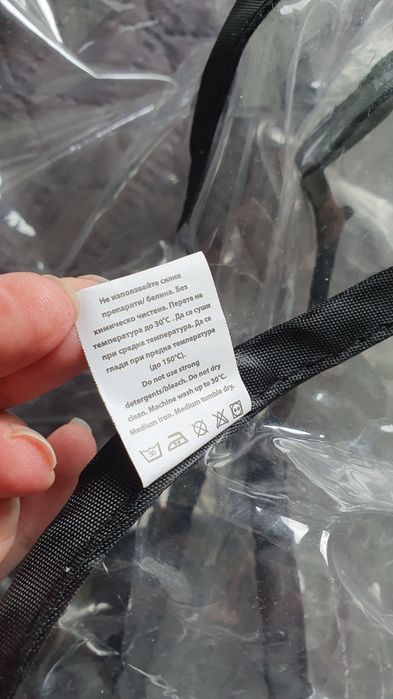 Не използвайте силни
препарати/ белина. Без
химическо чистене. Перете на
температура до 30°C . Да се суши
при средна температура. Да се
глади при предна температура
(до 150°C).
Do not use strong
detergents/bleach. Do not dry
clean. Machine wash up to 30°C.
Medium iron. Medium tumble dry.
30